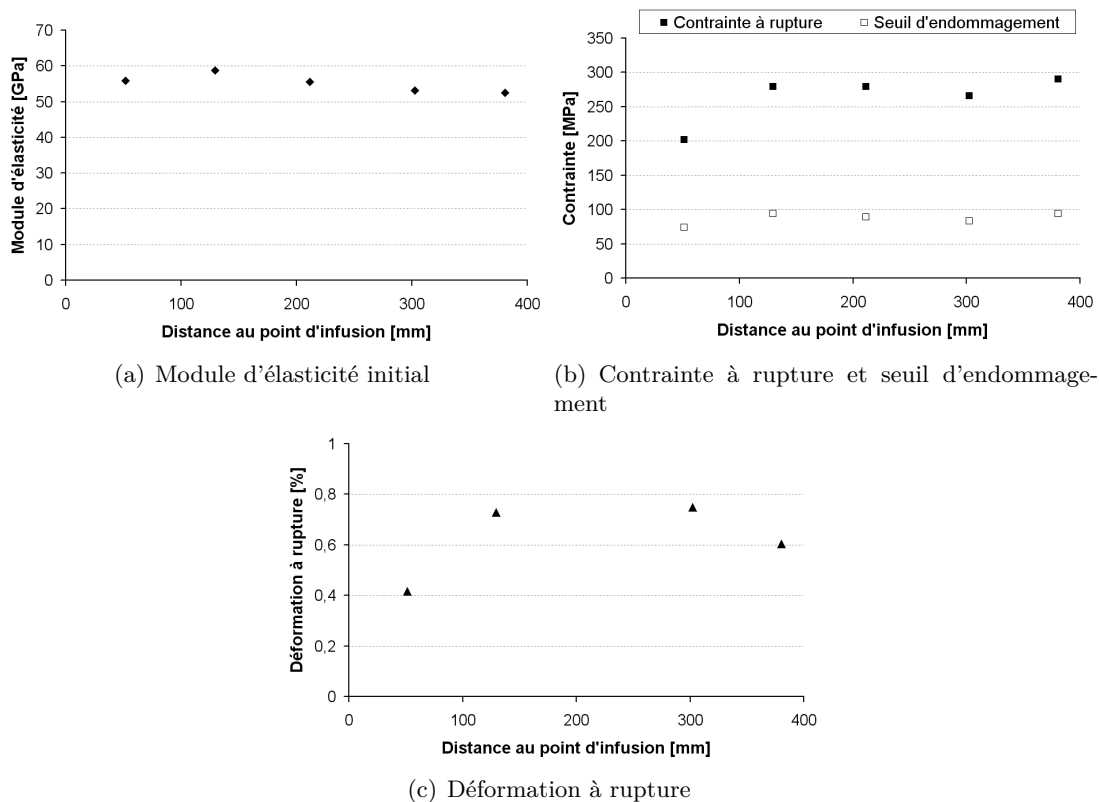 70
60
50
40
30
20
10
0
0 100 200 300 400
Module d'élasticité [GPa]
Distance au point d'infusion [mm]
(a) Module d'élasticité initial
Contrainte à rupture Seuil d'endommagement
350
300
250
200
150
100
50
0
0 100 200 300 400
Contrainte [MPa]
Distance au point d'infusion [mm]
(b) Contrainte à rupture et seuil d'endommage-
ment
1
0,8
0,6
0,4
0,2
0
0 100 200 300 400
Déformation à rupture [%]
Distance au point d'infusion [mm]
(c) Déformation à rupture